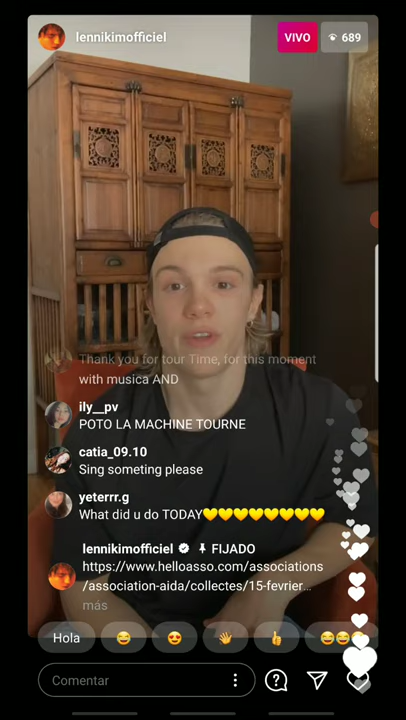 lennikimofficiel
VIVO
689
Thank you for tour Time, for this moment
with musica AND
ily__pv
POTO LA MACHINE TOURNE
catia_09.10
Sing someting please
yeterrr.g
What did u do TODAY💛💛💛💛💛💛💛💛💛
lennikimofficiel FIJADO
https://www.helloasso.com/associations
/association-aida/collectes/15-fevrier...
más
Hola 😂 😍 👋 👍 😂😂
Comentar